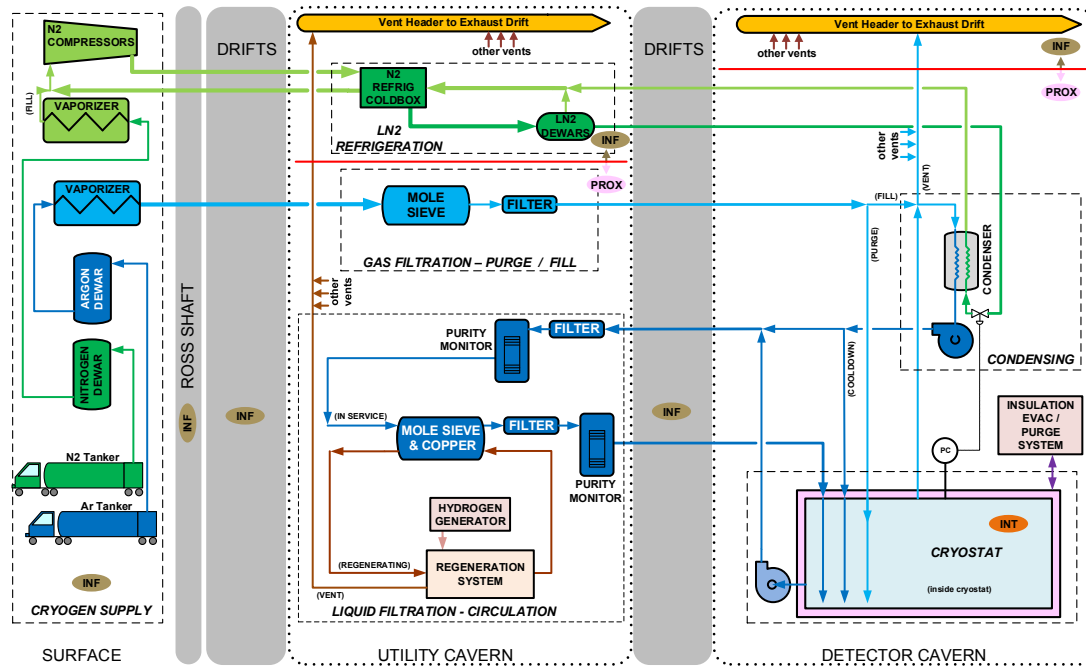 N2
COMPRESSORS
(FILL)
VAPORIZER
VAPORIZER
ARGON
DEWAR
NITROGEN
DEWAR
N2 Tanker
Ar Tanker
INF
CRYOGEN SUPPLY
SURFACE
ROSS SHAFT
INF
DRIFTS
INF
Vent Header to Exhaust Drift
other vents
N2
REFRIG
COLDBOX
LN2
DEWARS
LN2
REFRIGERATION
INF
PROX
MOLE
SIEVE
FILTER
GAS FILTRATION – PURGE / FILL
other
vents
PURITY
MONITOR
FILTER
(IN SERVICE)
MOLE SIEVE
& COPPER
FILTER
PURITY
MONITOR
HYDROGEN
GENERATOR
(REGENERATING)
REGENERATION
SYSTEM
(VENT)
LIQUID FILTRATION - CIRCULATION
UTILITY CAVERN
DRIFTS
INF
Vent Header to Exhaust Drift
other vents
INF
PROX
other
vents
(VENT)
(FILL)
(PURGE)
CONDENSER
CONDENSING
(COOLDOWN)
INSULATION
EVAC /
PURGE
SYSTEM
PC
INT
CRYOSTAT
(inside cryostat)
DETECTOR CAVERN